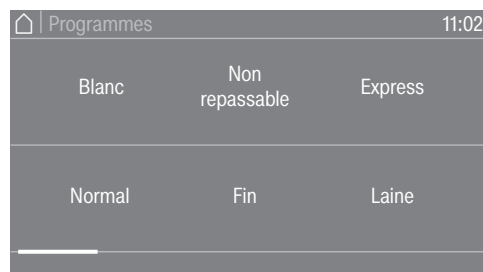 Programmes 11:02
Blanc
Non
repassable
Express
Normal
Fin
Laine